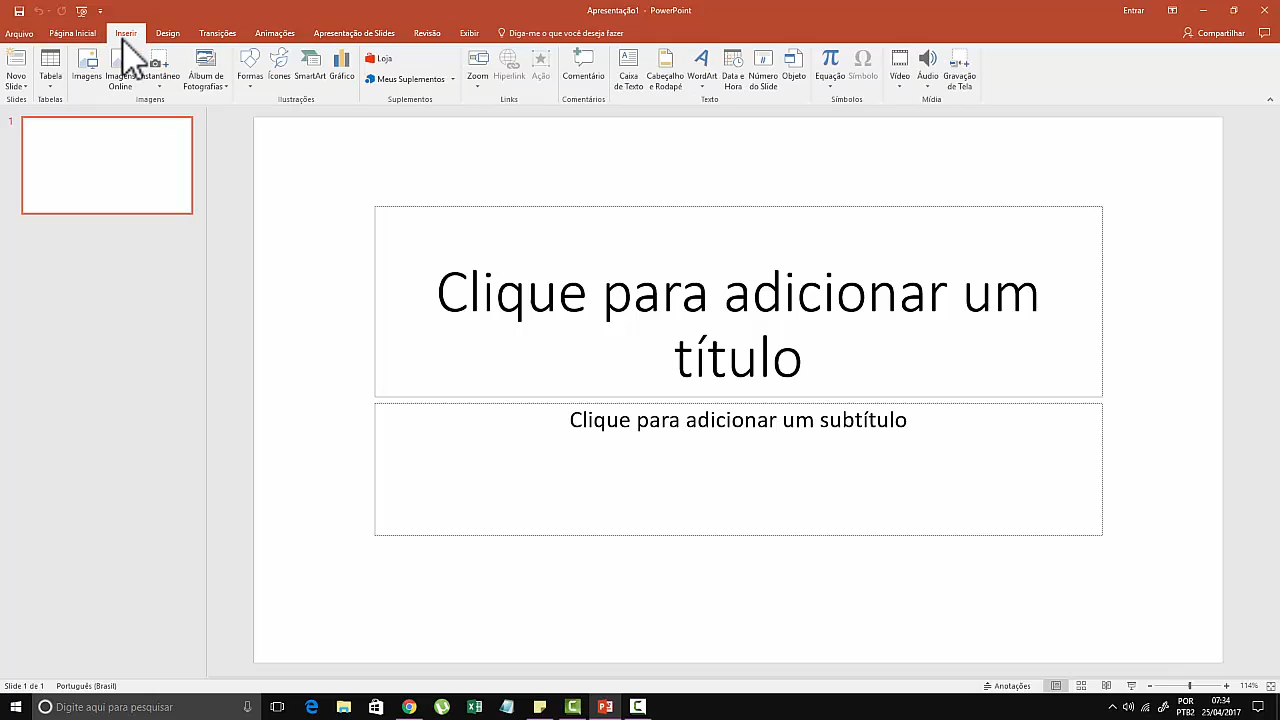 Apresentação1 - PowerPoint
Entrar
Arquivo Página Inicial Inserir Design Transições Animações Apresentação de Slides Revisão Exibir Diga-me o que você deseja fazer Compartilhar
Novo Slide
Tabela
Imagens
Online
Álbum de Fotografias
Formas
Ícones
SmartArt
Gráfico
Loja
Meus Suplementos
Zoom
Hiperlink
Ação
Comentário
Caixa de Texto
Cabeçalho e Rodapé
WordArt
Data e Hora
Número do Slide
Objeto
Equação
Símbolo
Vídeo
Áudio
Gravação de Tela
Slides Tabelas Imagens Ilustrações Suplementos Links Comentários Texto Símbolos Mídia
1
Clique para adicionar um
título
Clique para adicionar um subtítulo
Slide 1 de 1 Português (Brasil) Anotações 114%
Digite aqui para pesquisar
POR
PTB2
07:34
25/04/2017